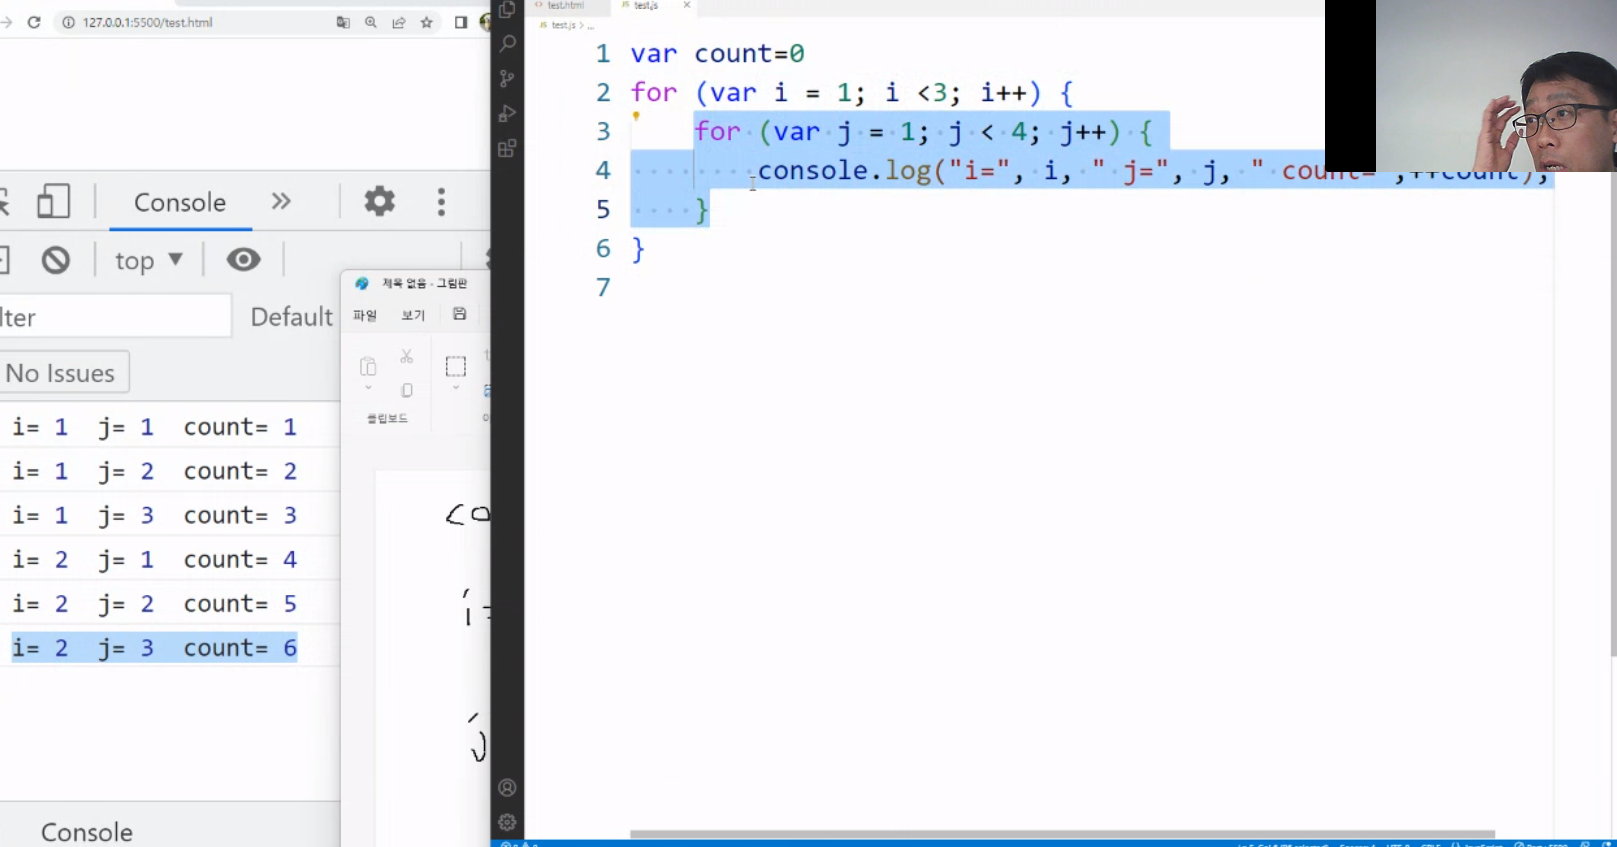 127.0.0.1:5500/test.html
Console
top
lter
Default
No Issues
i= 1 j= 1 count= 1
i= 1 j= 2 count= 2
i= 1 j= 3 count= 3
i= 2 j= 1 count= 4
i= 2 j= 2 count= 5
i= 2 j= 3 count= 6
Console
제목 없음 - 그림판
파일 보기
클립보드
test.html
JS test.js
JS test.js > ...
1 var count=0
2 for (var i = 1; i <3; i++) {
3 for (var j = 1; j < 4; j++) {
4 console.log("i=", i, " j=", j, " count=",++count);
5 }
6 }
7